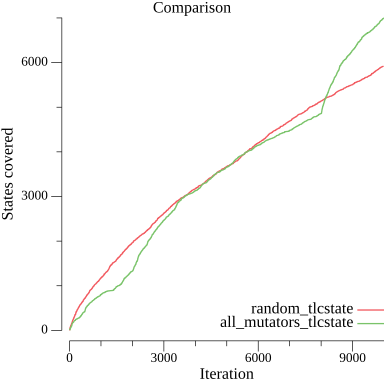 Comparison
States covered
6000
3000
0
random_tlcstate
all_mutators_tlcstate
0 3000 6000 9000
Iteration